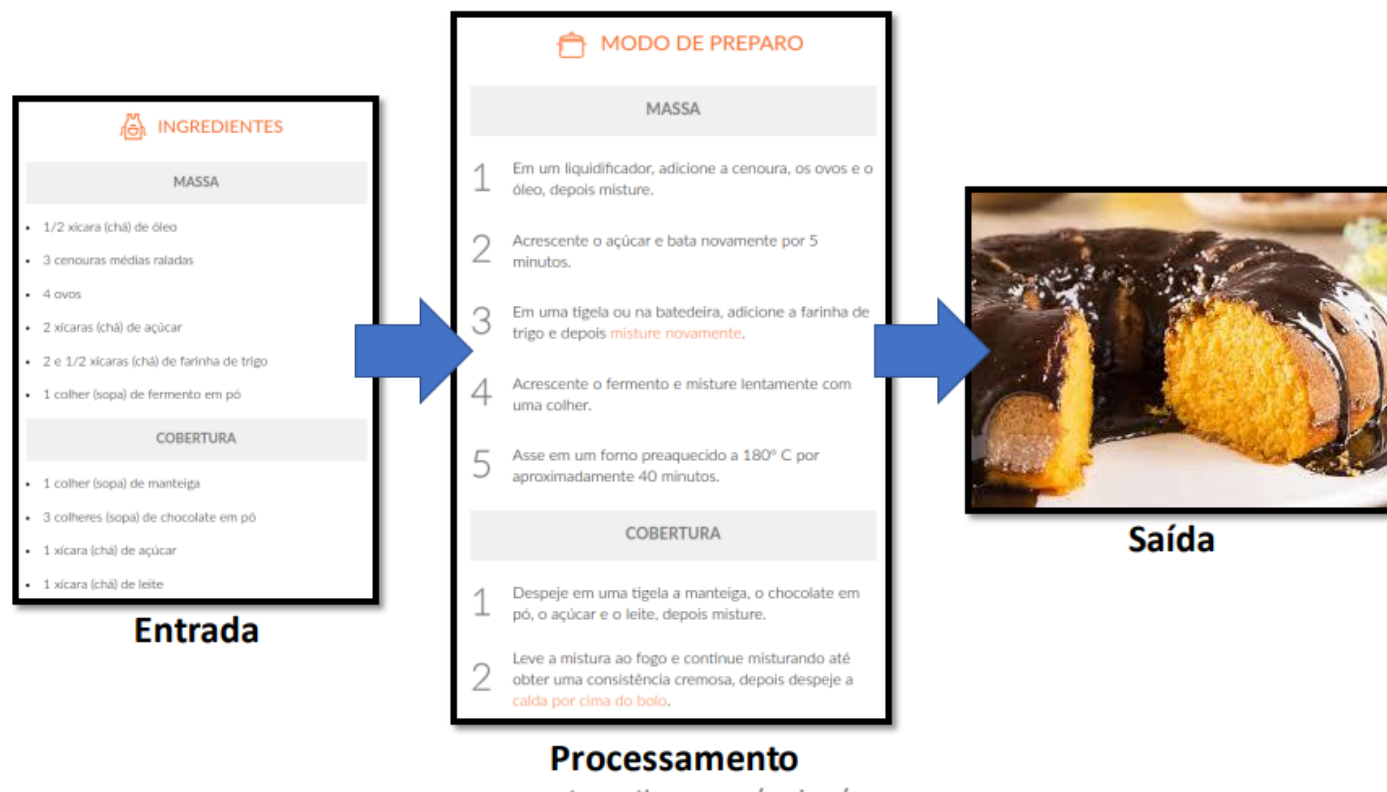 INGREDIENTES
MASSA
• 1/2 xícara (chá) de óleo
• 3 cenouras médias raladas
• 4 ovos
• 2 xícaras (chá) de açúcar
• 2 e 1/2 xícaras (chá) de farinha de trigo
• 1 colher (sopa) de fermento em pó
COBERTURA
• 1 colher (sopa) de manteiga
• 3 colheres (sopa) de chocolate em pó
• 1 xícara (chá) de açúcar
• 1 xícara (chá) de leite
Entrada
MODO DE PREPARO
MASSA
1 Em um liquidificador, adicione a cenoura, os ovos e o
óleo, depois misture.
2 Acrescente o açúcar e bata novamente por 5
minutos.
3 Em uma tigela ou na batedeira, adicione a farinha de
trigo e depois misture novamente.
4 Acrescente o fermento e misture lentamente com
uma colher.
5 Asse em um forno preaquecido a 180° C por
aproximadamente 40 minutos.
COBERTURA
1 Despeje em uma tigela a manteiga, o chocolate em
pó, o açúcar e o leite, depois misture.
2 Leve a mistura ao fogo e continue misturando até
obter uma consistência cremosa, depois despeje a
calda por cima do bolo.
Processamento
Saída